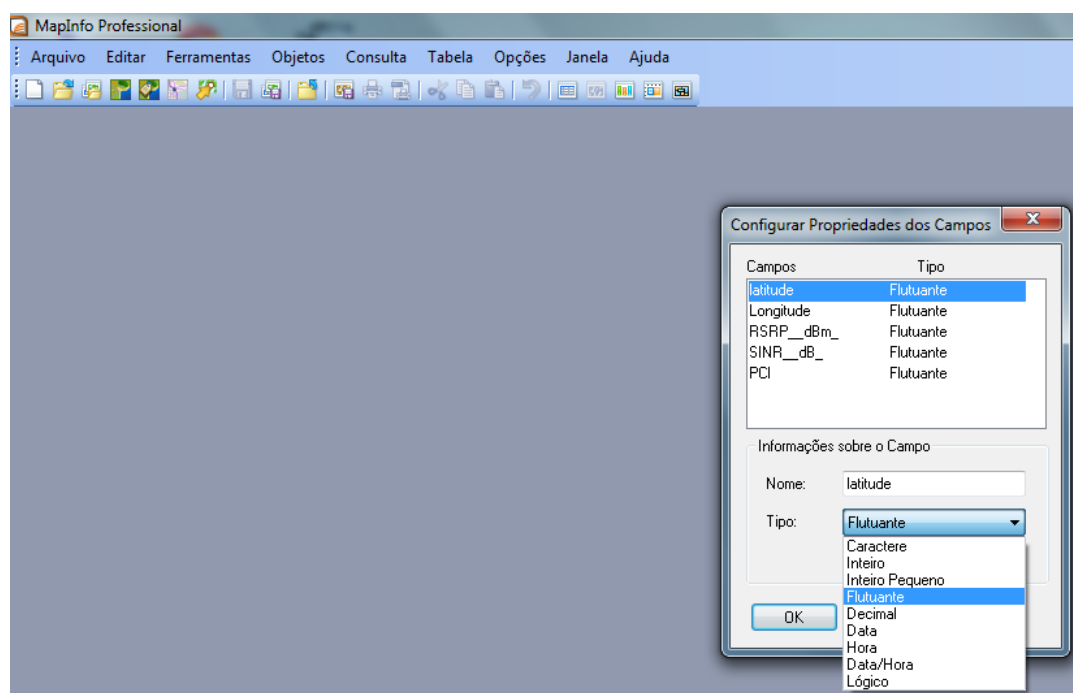 MapInfo Professional
Arquivo Editar Ferramentas Objetos Consulta Tabela Opções Janela Ajuda
Configurar Propriedades dos Campos
Campos Tipo
latitude Flutuante
Longitude Flutuante
RSRP__dBm_ Flutuante
SINR__dB_ Flutuante
PCI Flutuante
Informações sobre o Campo
Nome: latitude
Tipo: Flutuante
Caractere
Inteiro
Inteiro Pequeno
Flutuante
Decimal
Data
Hora
Data/Hora
Lógico
OK